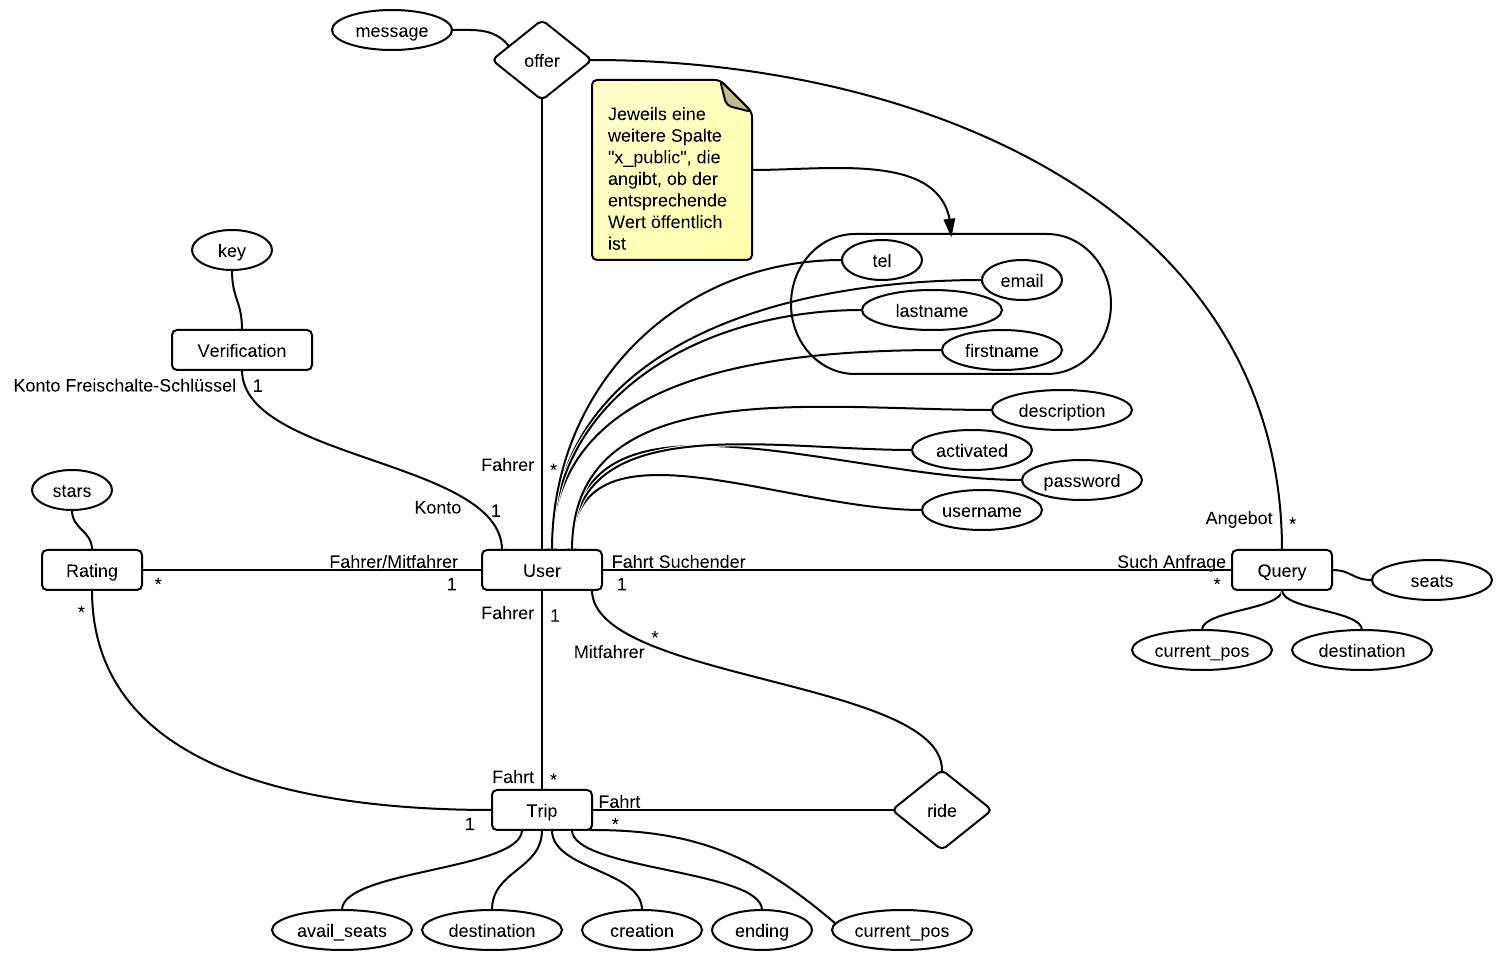 message
offer
Jeweils eine
weitere Spalte
"x_public", die
angibt, ob der
entsprechende
Wert öffentlich
ist
key
tel
email
lastname
firstname
Verification
Konto Freischalte-Schlüssel 1
description
activated
password
username
Fahrer *
Konto 1
stars
Angebot *
Rating
Fahrer/Mitfahrer
* 1
User
Fahrt Suchender
1
Such Anfrage
*
Query
seats
current_pos
destination
*
Fahrer 1
*
Mitfahrer
Fahrt *
1
Trip
Fahrt
*
ride
avail_seats
destination
creation
ending
current_pos